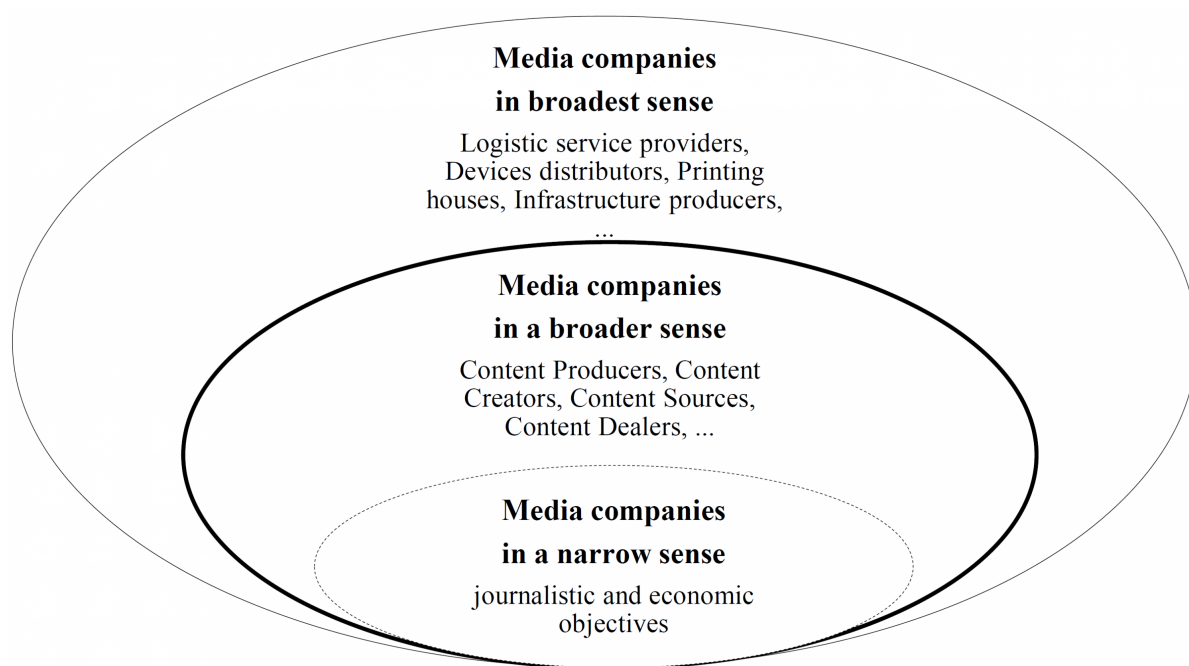 Media companies
in broadest sense
Logistic service providers,
Devices distributors, Printing
houses, Infrastructure producers,
...
Media companies
in a broader sense
Content Producers, Content
Creators, Content Sources,
Content Dealers, ...
Media companies
in a narrow sense
journalistic and economic
objectives